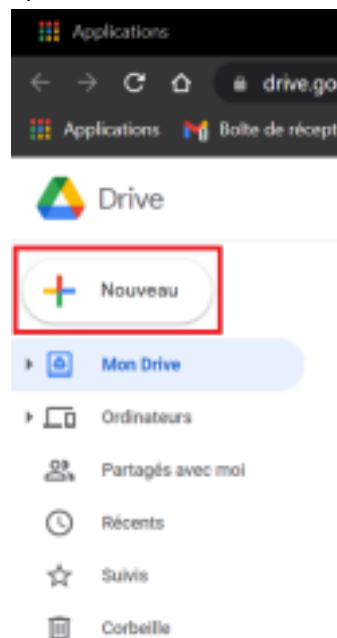 Applications
drive.go
Applications Boîte de récept
Drive
Nouveau
Mon Drive
Ordinateurs
Partagés avec moi
Récents
Suivis
Corbeille